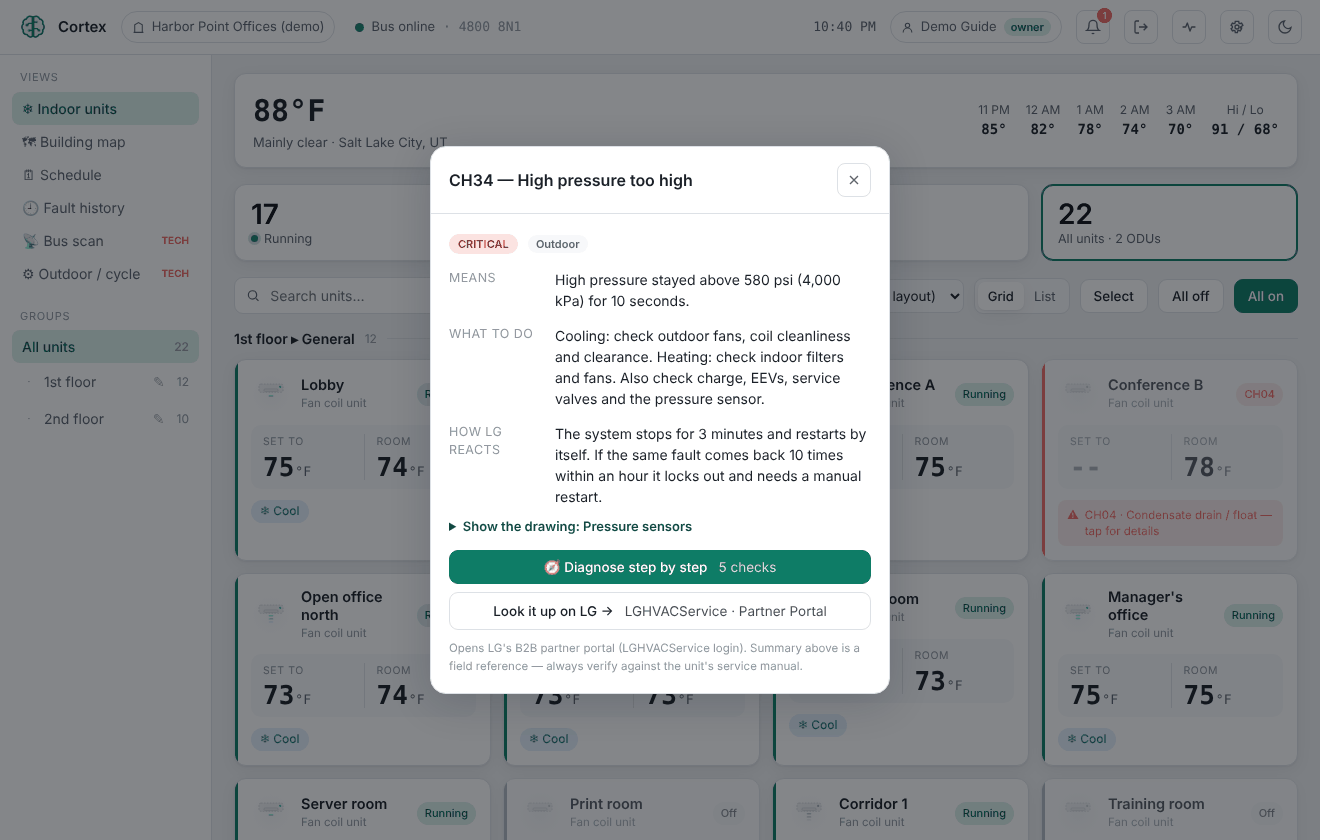 Cortex
Harbor Point Offices (demo)
Bus online · 4800 8N1
10:40 PM
Demo Guide owner
1
VIEWS
Indoor units
Building map
Schedule
Fault history
Bus scan TECH
Outdoor / cycle TECH
GROUPS
All units 22
1st floor 12
2nd floor 10
88°F
Mainly clear · Salt Lake City, UT
11 PM 12 AM 1 AM 2 AM 3 AM Hi / Lo
85° 82° 78° 74° 70° 91 / 68°
17
Running
22
All units · 2 ODUs
Search units...
layout)
Grid List
Select
All off
All on
1st floor ▸ General 12
CH34 — High pressure too high
CRITICAL Outdoor
MEANS
High pressure stayed above 580 psi (4,000
kPa) for 10 seconds.
WHAT TO DO
Cooling: check outdoor fans, coil cleanliness
and clearance. Heating: check indoor filters
and fans. Also check charge, EEVs, service
valves and the pressure sensor.
HOW LG
REACTS
The system stops for 3 minutes and restarts by
itself. If the same fault comes back 10 times
within an hour it locks out and needs a manual
restart.
Show the drawing: Pressure sensors
Diagnose step by step 5 checks
Look it up on LG → LGHVACService · Partner Portal
Opens LG's B2B partner portal (LGHVACService login). Summary above is a
field reference — always verify against the unit's service manual.
Lobby
Fan coil unit
SET TO ROOM
75°F 74°F
Cool
ence A
nit
Running
ROOM
75°F
Conference B
Fan coil unit
CH04
SET TO ROOM
-- 78°F
CH04 · Condensate drain / float —
tap for details
Open office
north
Fan coil unit
SET TO ROOM
73°F 74°F
Cool
73°F 73°F
Cool
oom
Running
ROOM
73°F
Cool
Manager's
office
Fan coil unit
Running
SET TO ROOM
75°F 75°F
Cool
Server room
Fan coil unit
Running
Print room
Fan coil unit
Off
Corridor 1
Fan coil unit
Running
Training room
Fan coil unit
Off